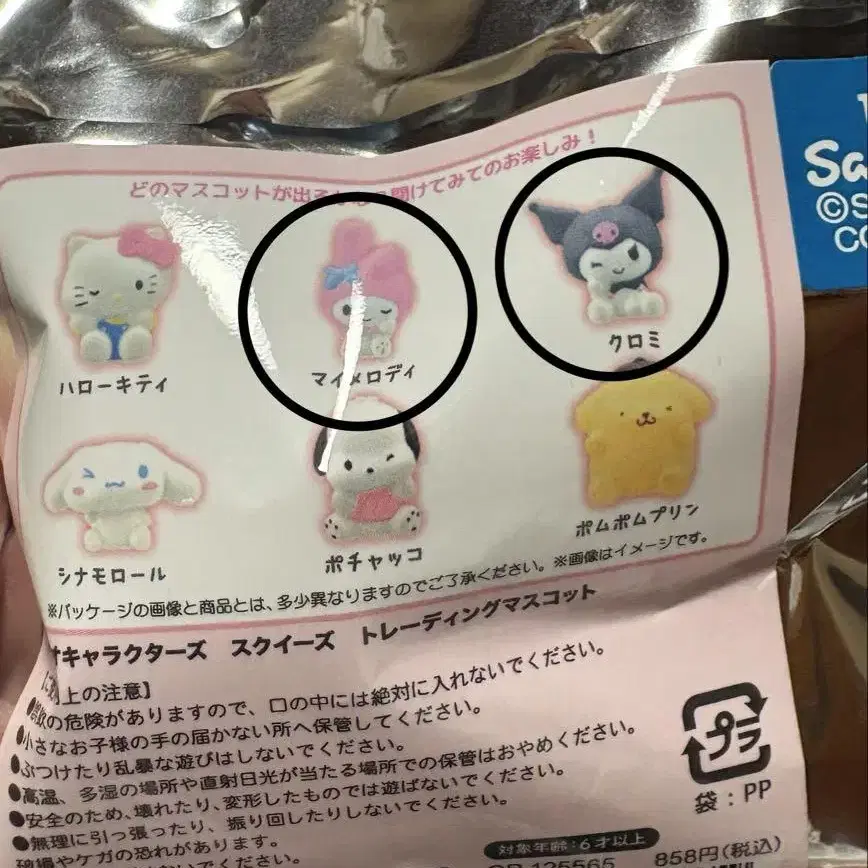 どのマスコットが出る 開けてみてのお楽しみ！
Sa
©S
CO
ハローキティ
マイメロディ
クロミ
シナモロール
ポチャッコ
ポムポムプリン
※パッケージの画像と商品とは、多少異なりますのでご了承ください。※画像はイメージです。
キャラクターズ スクイーズ トレーディングマスコット
上の注意】
の危険がありますので、口の中には絶対に入れないでください。
●小さなお子様の手の届かない所へ保管してください。
●ぶつけたり乱暴な遊びはしないでください。
●高温、多湿の場所や直射日光が当たる場所での保管はおやめください。
●安全のため、壊れたり、変形したものでは遊ばないでください。
●無理に引っ張ったり、振り回したりしないでください。
破損やケガの恐れがあります。
ないでください。
プラ
袋：PP
対象年齢：6才以上
125565 858円(税込)